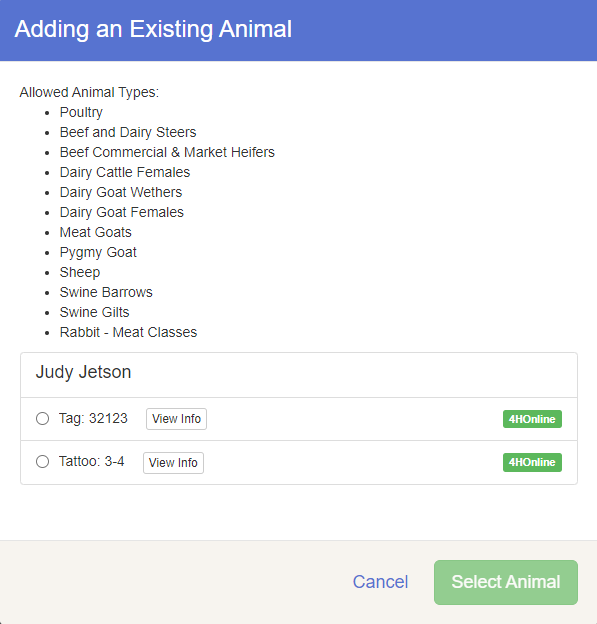 Adding an Existing Animal
Allowed Animal Types:
Poultry
Beef and Dairy Steers
Beef Commercial & Market Heifers
Dairy Cattle Females
Dairy Goat Wethers
Dairy Goat Females
Meat Goats
Pygmy Goat
Sheep
Swine Barrows
Swine Gilts
Rabbit - Meat Classes
Judy Jetson
Tag: 32123 View Info 4HOnline
Tattoo: 3-4 View Info 4HOnline
Cancel Select Animal